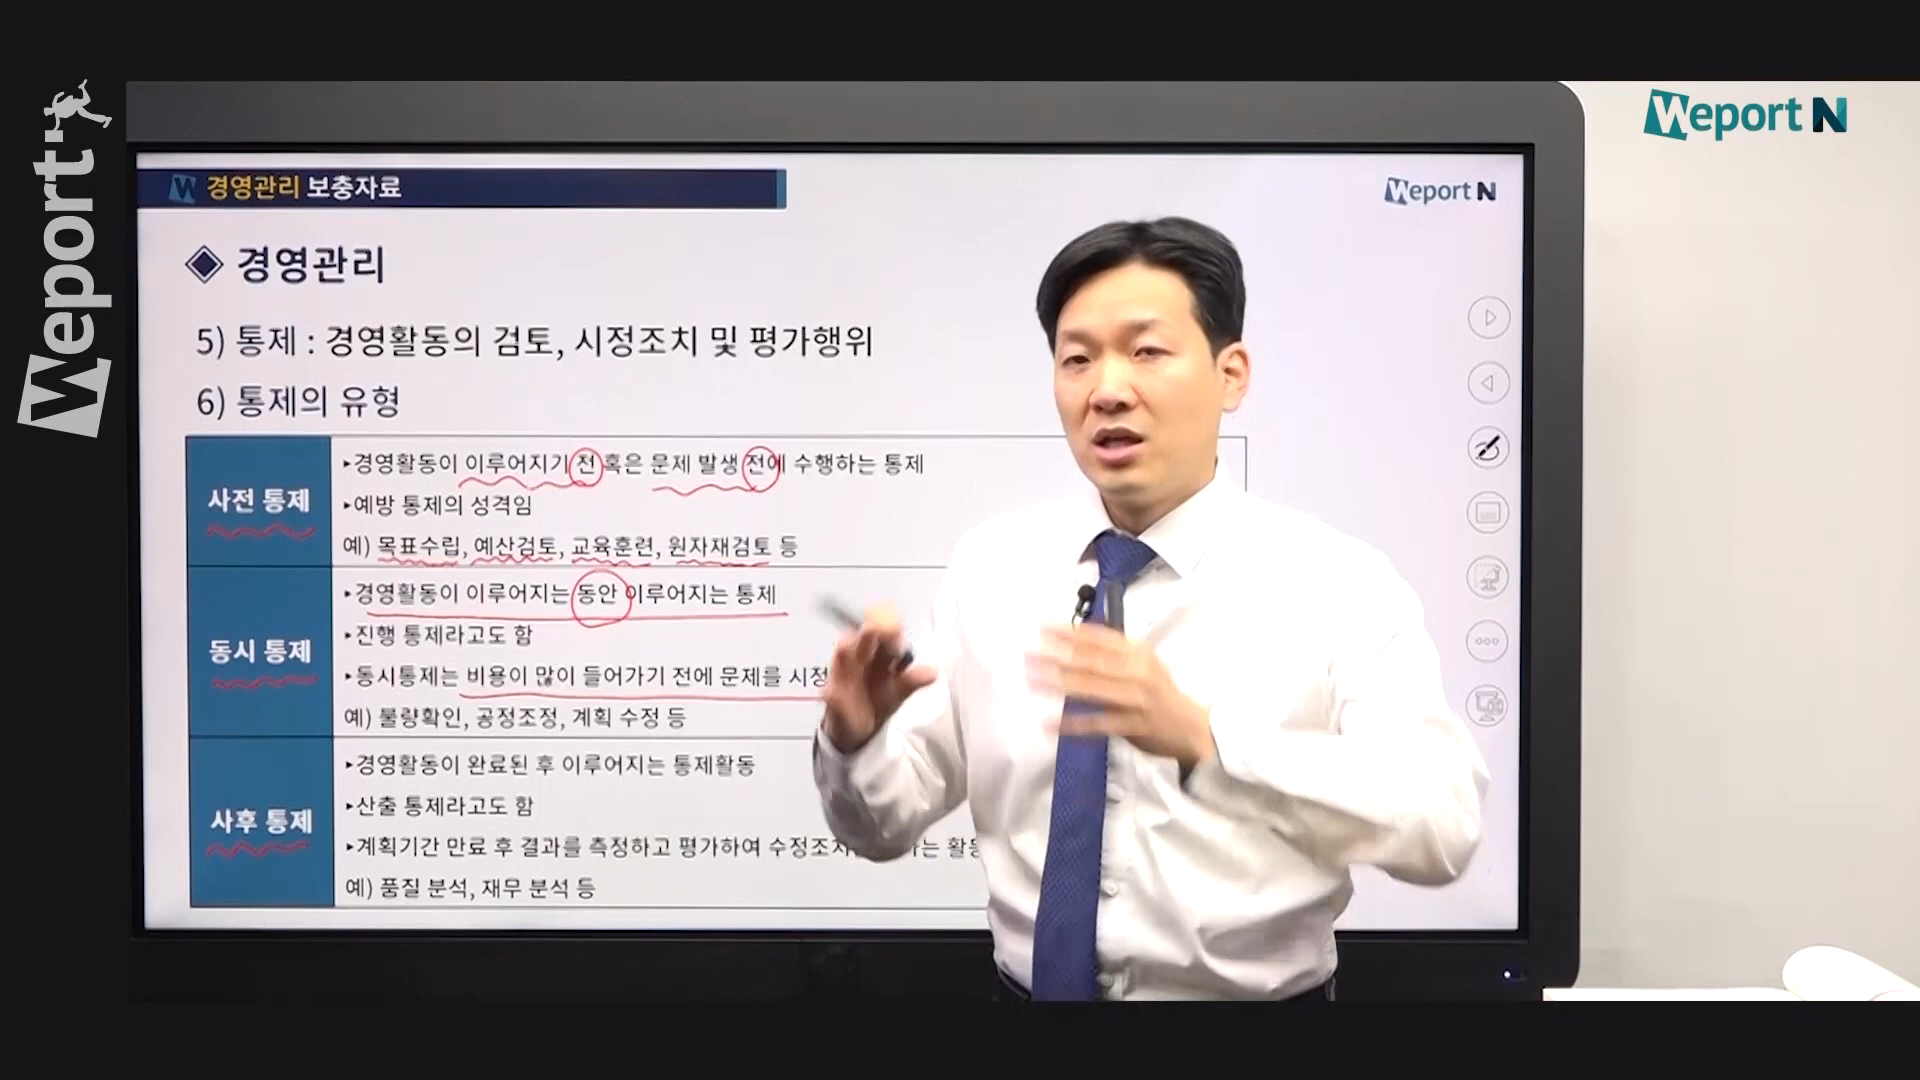 Weport's
Weport N
경영관리 보충자료
Weport N
경영관리
5) 통제 : 경영활동의 검토, 시정조치 및 평가행위
6) 통제의 유형
사전 통제
▸경영활동이 이루어지기 전 혹은 문제 발생 전에 수행하는 통제
▸예방 통제의 성격임
예) 목표수립, 예산검토, 교육훈련, 원자재검토 등
동시 통제
▸경영활동이 이루어지는 동안 이루어지는 통제
▸진행 통제라고도 함
▸동시통제는 비용이 많이 들어가기 전에 문제를 시정
예) 불량확인, 공정조정, 계획 수정 등
사후 통제
▸경영활동이 완료된 후 이루어지는 통제활동
▸산출 통제라고도 함
▸계획기간 만료 후 결과를 측정하고 평가하여 수정조치 는 활동
예) 품질 분석, 재무 분석 등